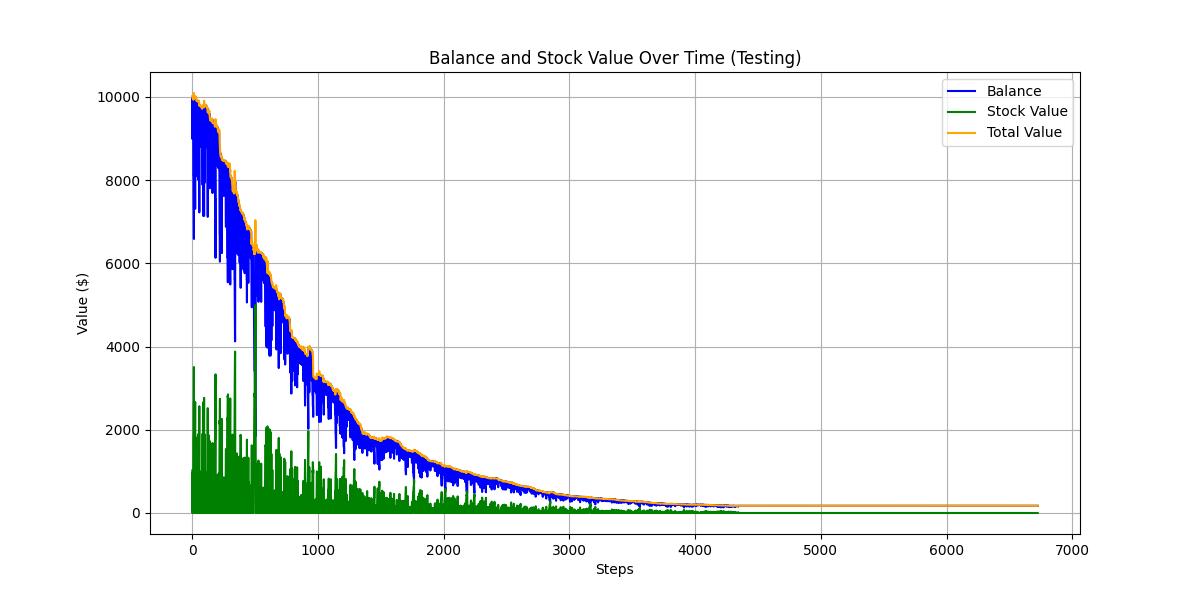 Balance and Stock Value Over Time (Testing)
Balance
Stock Value
Total Value
10000
8000
6000
4000
2000
0
Value ($)
0 1000 2000 3000 4000 5000 6000 7000
Steps